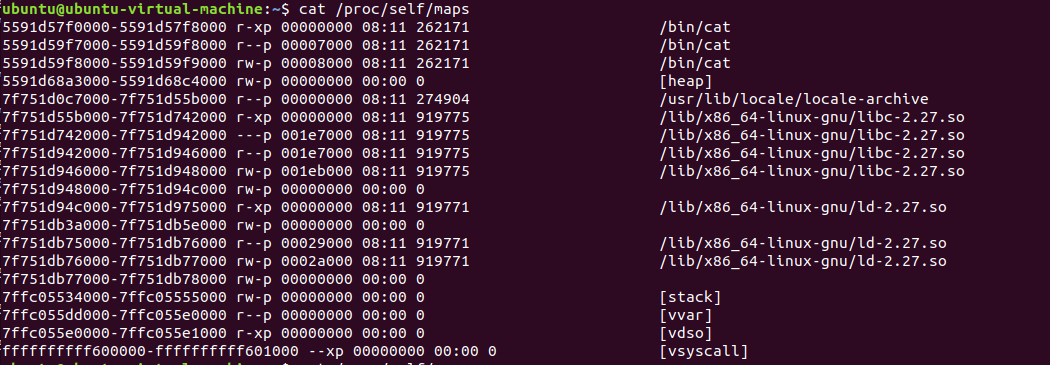 ubuntu@ubuntu-virtual-machine:~$ cat /proc/self/maps
5591d57f0000-5591d57f8000 r-xp 00000000 08:11 262171 /bin/cat
5591d59f7000-5591d59f8000 r--p 00007000 08:11 262171 /bin/cat
5591d59f8000-5591d59f9000 rw-p 00008000 08:11 262171 /bin/cat
5591d68a3000-5591d68c4000 rw-p 00000000 00:00 0 [heap]
7f751d0c7000-7f751d55b000 r--p 00000000 08:11 274904 /usr/lib/locale/locale-archive
7f751d55b000-7f751d742000 r-xp 00000000 08:11 919775 /lib/x86_64-linux-gnu/libc-2.27.so
7f751d742000-7f751d942000 ---p 001e7000 08:11 919775 /lib/x86_64-linux-gnu/libc-2.27.so
7f751d942000-7f751d946000 r--p 001e7000 08:11 919775 /lib/x86_64-linux-gnu/libc-2.27.so
7f751d946000-7f751d948000 rw-p 001eb000 08:11 919775 /lib/x86_64-linux-gnu/libc-2.27.so
7f751d948000-7f751d94c000 rw-p 00000000 00:00 0
7f751d94c000-7f751d975000 r-xp 00000000 08:11 919771 /lib/x86_64-linux-gnu/ld-2.27.so
7f751db3a000-7f751db5e000 rw-p 00000000 00:00 0
7f751db75000-7f751db76000 r--p 00029000 08:11 919771 /lib/x86_64-linux-gnu/ld-2.27.so
7f751db76000-7f751db77000 rw-p 0002a000 08:11 919771 /lib/x86_64-linux-gnu/ld-2.27.so
7f751db77000-7f751db78000 rw-p 00000000 00:00 0
7ffc05534000-7ffc05555000 rw-p 00000000 00:00 0 [stack]
7ffc055dd000-7ffc055e0000 r--p 00000000 00:00 0 [vvar]
7ffc055e0000-7ffc055e1000 r-xp 00000000 00:00 0 [vdso]
ffffffffff600000-ffffffffff601000 --xp 00000000 00:00 0 [vsyscall]